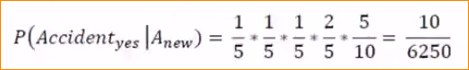 P(Accident_yes |A_new) = 1/5 * 1/5 * 1/5 * 2/5 * 5/10 = 10/6250